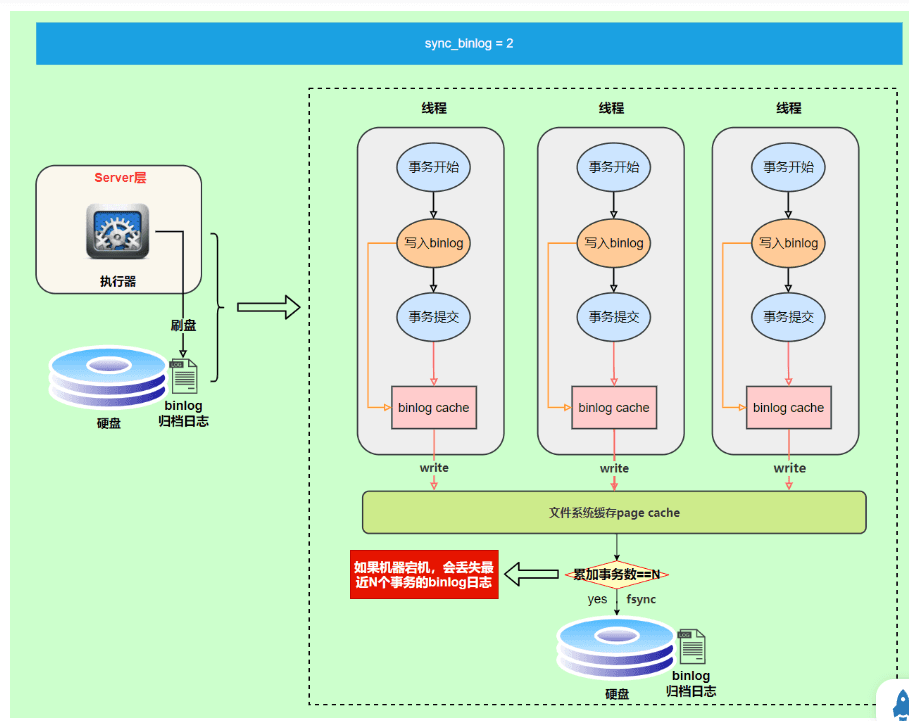 sync_binlog = 2
Server层
执行器
刷盘
硬盘
binlog
归档日志
线程
线程
线程
事务开始
事务开始
事务开始
写入binlog
写入binlog
写入binlog
事务提交
事务提交
事务提交
binlog cache
binlog cache
binlog cache
write
write
write
文件系统缓存page cache
累加事务数==N
如果机器宕机，会丢失最
近N个事务的binlog日志
yes
fsync
硬盘
binlog
归档日志